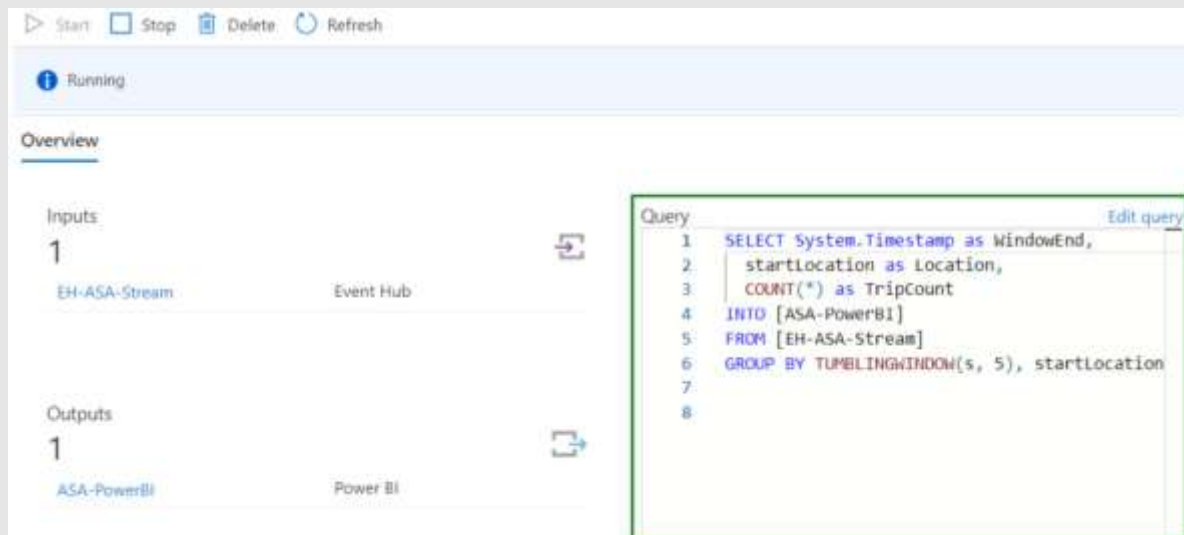 Start Stop Delete Refresh
Running
Overview
Inputs
1
EH-ASA-Stream Event Hub
Outputs
1
ASA-PowerBI Power BI
Query Edit query
1 SELECT System.Timestamp as WindowEnd,
2 startLocation as Location,
3 COUNT(*) as TripCount
4 INTO [ASA-PowerBI]
5 FROM [EH-ASA-Stream]
6 GROUP BY TUMBLINGWINDOW(s, 5), startLocation
7
8